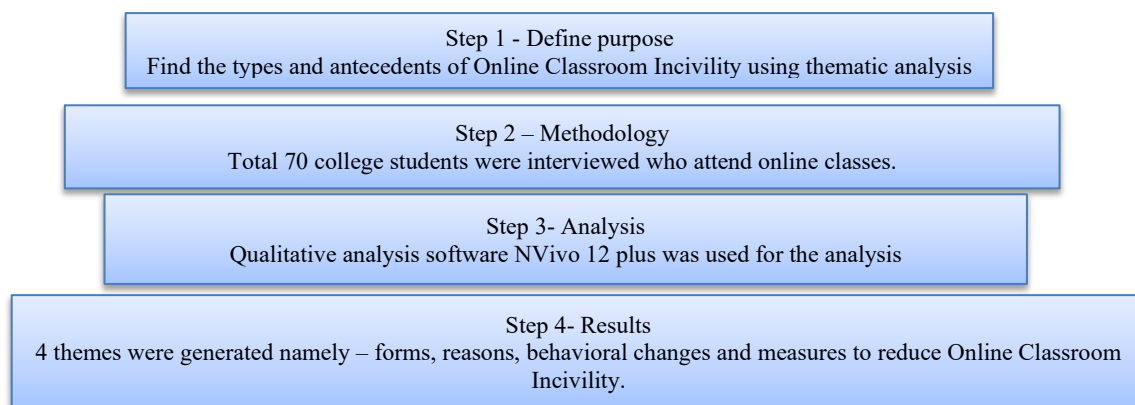 Step 1 - Define purpose
Find the types and antecedents of Online Classroom Incivility using thematic analysis
Step 2 – Methodology
Total 70 college students were interviewed who attend online classes.
Step 3- Analysis
Qualitative analysis software NVivo 12 plus was used for the analysis
Step 4- Results
4 themes were generated namely – forms, reasons, behavioral changes and measures to reduce Online Classroom
Incivility.